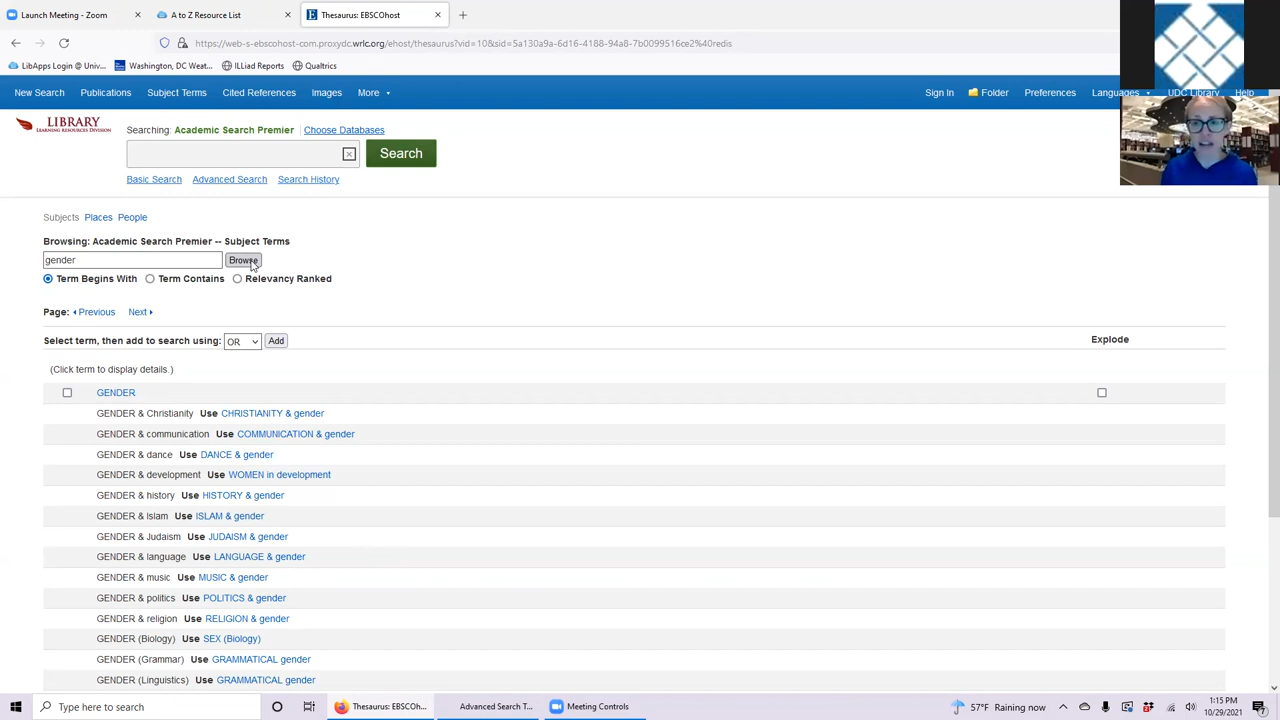 Launch Meeting - Zoom
A to Z Resource List
Thesaurus: EBSCOhost
https://web-s-ebscohost-com.proxydc.wrlc.org/ehost/thesaurus?vid=10&sid=5a130a9a-6d16-4188-94a8-7b0099516ce2%40redis
LibApps Login @ Univ...
Washington, DC Weat...
ILLiad Reports
Qualtrics
New Search
Publications
Subject Terms
Cited References
Images
More
Sign In
Folder
Preferences
Languages
UDC Library
Help
LIBRARY
LEARNING RESOURCES DIVISION
Searching: Academic Search Premier
Choose Databases
Search
Basic Search
Advanced Search
Search History
Subjects Places People
Browsing: Academic Search Premier -- Subject Terms
gender
Browse
Term Begins With
Term Contains
Relevancy Ranked
Page: Previous Next
Select term, then add to search using: OR Add
Explode
(Click term to display details.)
GENDER
GENDER & Christianity Use CHRISTIANITY & gender
GENDER & communication Use COMMUNICATION & gender
GENDER & dance Use DANCE & gender
GENDER & development Use WOMEN in development
GENDER & history Use HISTORY & gender
GENDER & Islam Use ISLAM & gender
GENDER & Judaism Use JUDAISM & gender
GENDER & language Use LANGUAGE & gender
GENDER & music Use MUSIC & gender
GENDER & politics Use POLITICS & gender
GENDER & religion Use RELIGION & gender
GENDER (Biology) Use SEX (Biology)
GENDER (Grammar) Use GRAMMATICAL gender
GENDER (Linguistics) Use GRAMMATICAL gender
Type here to search
Thesaurus: EBSCOh...
Advanced Search T...
Meeting Controls
57°F Raining now
1:15 PM
10/29/2021
7